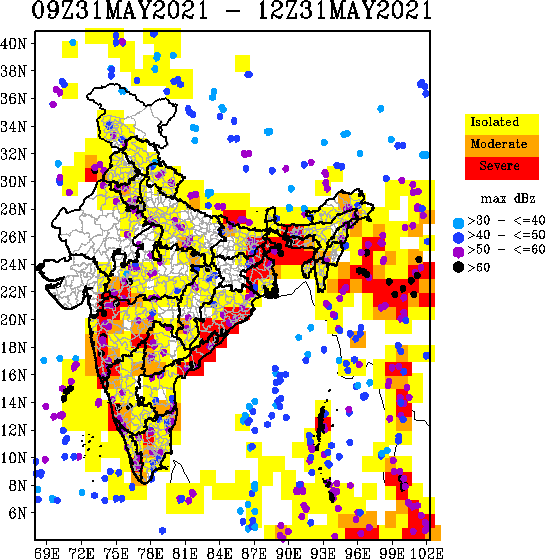 09Z31MAY2021 – 12Z31MAY2021
40N
38N
36N
34N
32N
30N
28N
26N
24N
22N
20N
18N
16N
14N
12N
10N
8N
6N
69E 72E 75E 78E 81E 84E 87E 90E 93E 96E 99E 102E
Isolated
Moderate
Severe
max dBz
>30 - <=40
>40 - <=50
>50 - <=60
>60